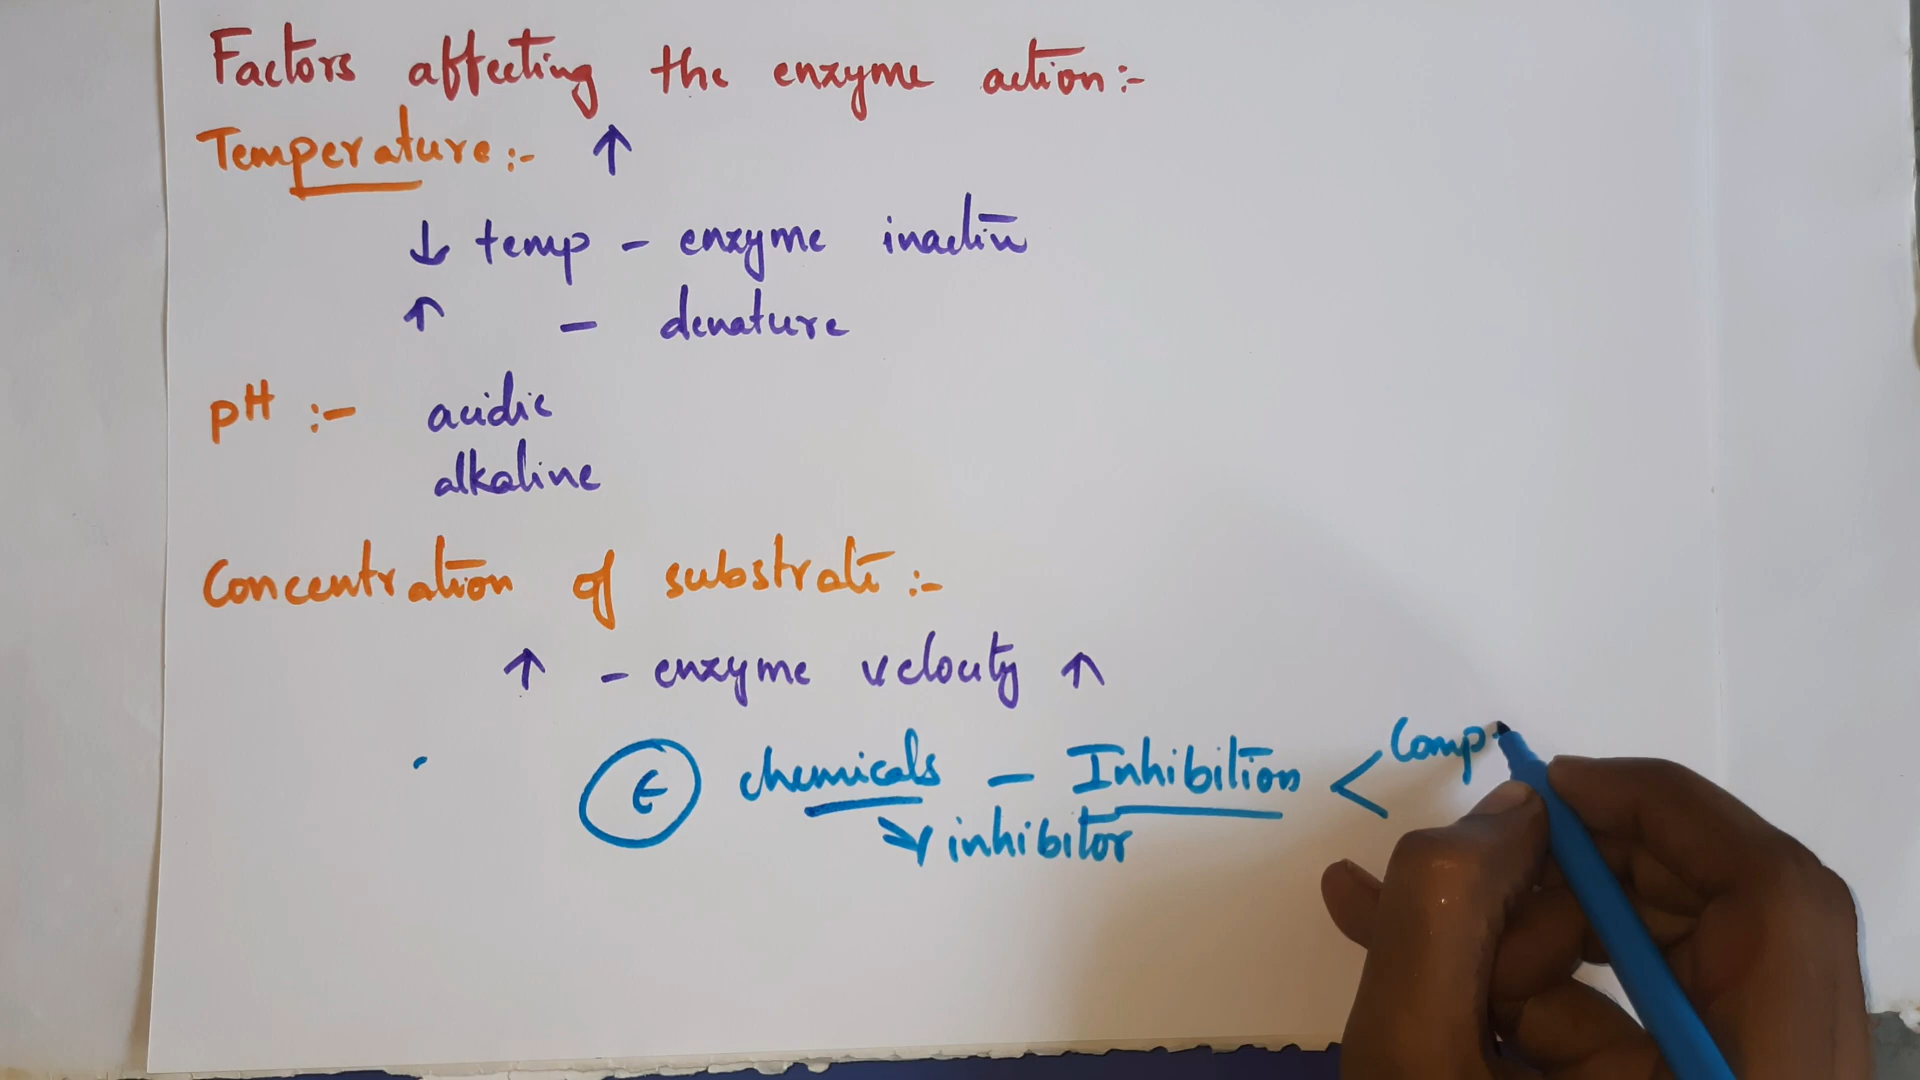 Factors affecting the enzyme action:-
Temperature:- ↑
↓ temp - enzyme inactiv
↑ - denature
pH :- acidic
alkaline
Concentration of substrate:-
↑ - enzyme velocity ↑
E chemicals - Inhibition < Comp
inhibitor